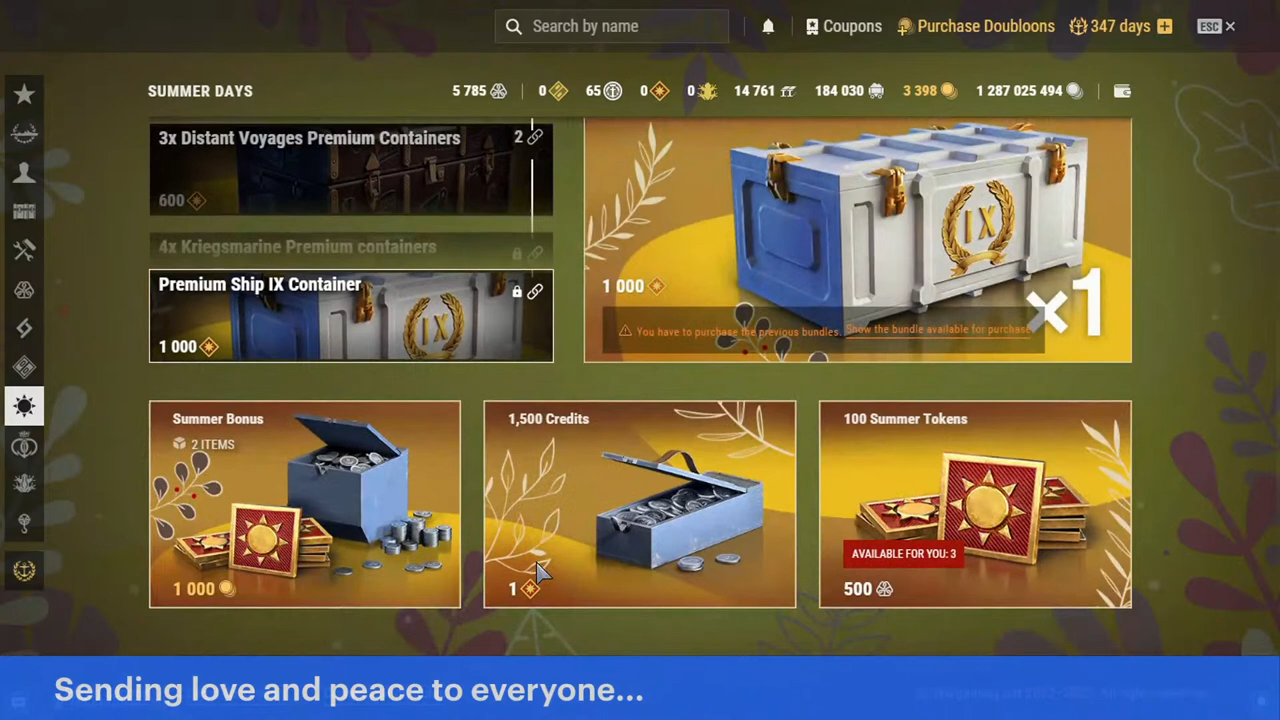 Search by name
Coupons
Purchase Doubloons
347 days
ESC
SUMMER DAYS
5 785
0
65
0
0
14 761
184 030
3 398
1 287 025 494
3x Distant Voyages Premium Containers
2
600
4x Kriegsmarine Premium containers
Premium Ship IX Container
1 000
IX
IX
1 000
×1
You have to purchase the previous bundles. Show the bundle available for purchase
Summer Bonus
2 ITEMS
1 000
1,500 Credits
1
100 Summer Tokens
AVAILABLE FOR YOU: 3
500
Sending love and peace to everyone...